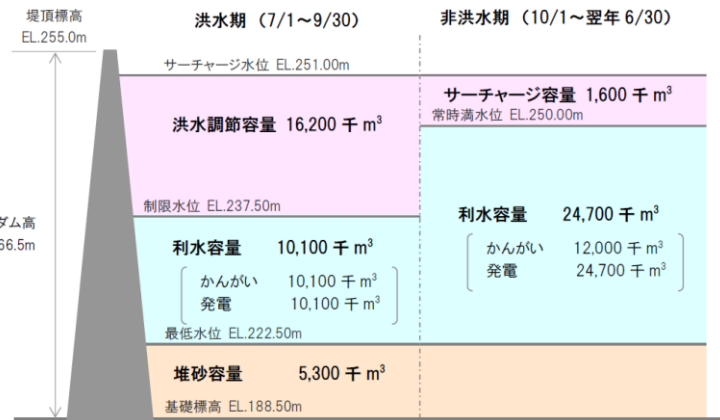 堤頂標高
EL.255.0m
洪水期（7/1～9/30）
非洪水期（10/1～翌年 6/30）
サーチャージ水位 EL.251.00m
サーチャージ容量 1,600 千 m³
常時満水位 EL.250.00m
洪水調節容量 16,200 千 m³
制限水位 EL.237.50m
ダム高
66.5m
利水容量 10,100 千 m³
かんがい 10,100 千 m³
発電 10,100 千 m³
利水容量 24,700 千 m³
かんがい 12,000 千 m³
発電 24,700 千 m³
最低水位 EL.222.50m
堆砂容量 5,300 千 m³
基礎標高 EL.188.50m